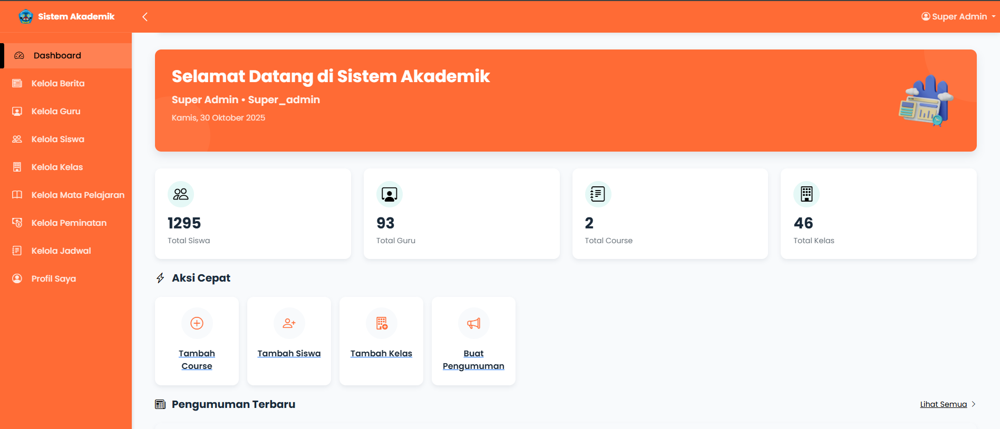 Sistem Akademik
Super Admin
Dashboard
Kelola Berita
Kelola Guru
Kelola Siswa
Kelola Kelas
Kelola Mata Pelajaran
Kelola Peminatan
Kelola Jadwal
Profil Saya
Selamat Datang di Sistem Akademik
Super Admin • Super_admin
Kamis, 30 Oktober 2025
1295
Total Siswa
93
Total Guru
2
Total Course
46
Total Kelas
Aksi Cepat
Tambah
Course
Tambah Siswa
Tambah Kelas
Buat
Pengumuman
Pengumuman Terbaru
Lihat Semua